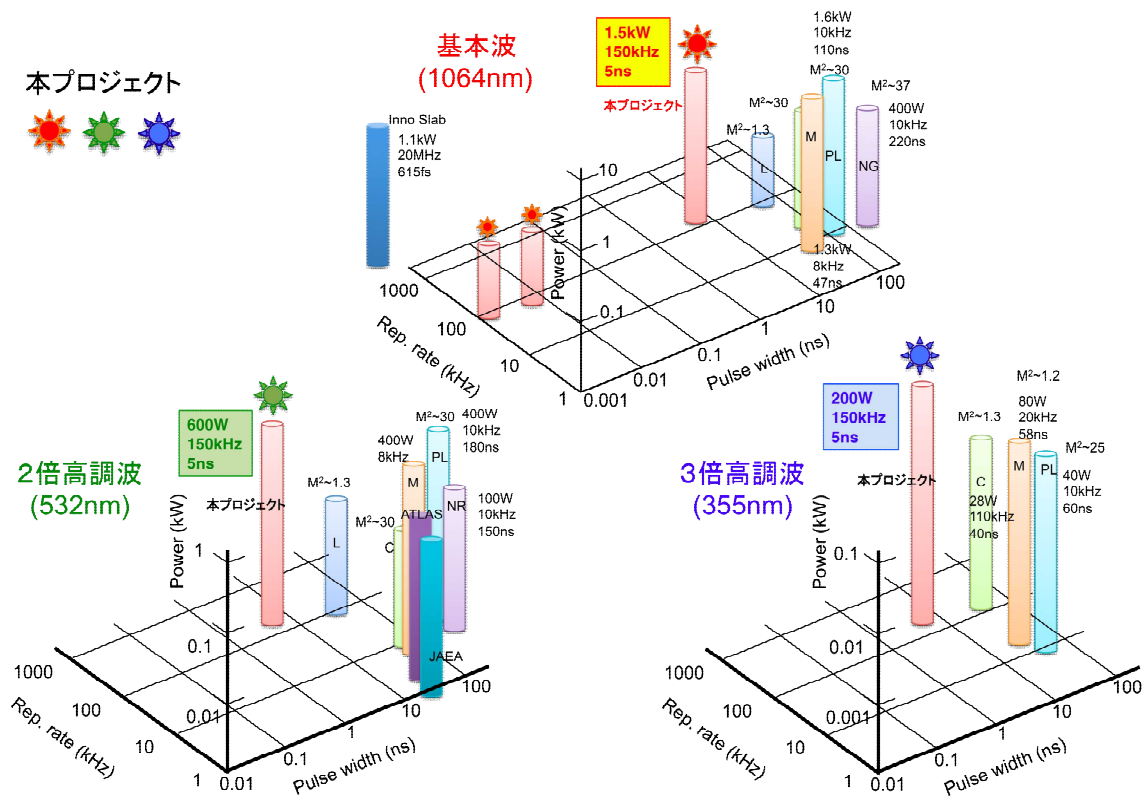 本プロジェクト
基本波
(1064nm)
1.5kW
150kHz
5ns
本プロジェクト
Inno Slab
1.1kW
20MHz
615fs
M²~1.3
L
M²~30
M
1.6kW
10kHz
110ns
M²~30
PL
M²~37
400W
10kHz
220ns
NG
1.3kW
8kHz
47ns
Power (kW)
10
1
0.1
Rep. rate (kHz)
1000
100
10
1
Pulse width (ns)
0.001
0.01
0.1
1
10
100
2倍高調波
(532nm)
600W
150kHz
5ns
本プロジェクト
M²~1.3
L
M²~30
C
400W
8kHz
M
M²~30
PL
400W
10kHz
180ns
ATLAS
NR
100W
10kHz
150ns
JAEA
Power (kW)
1
0.1
0.01
Rep. rate (kHz)
1000
100
10
1
Pulse width (ns)
0.01
0.1
1
10
100
3倍高調波
(355nm)
200W
150kHz
5ns
本プロジェクト
M²~1.3
C
28W
110kHz
40ns
M²~1.2
80W
20kHz
58ns
M
M²~25
PL
40W
10kHz
60ns
Power (kW)
0.1
0.01
0.001
Rep. rate (kHz)
1000
100
10
1
Pulse width (ns)
0.01
0.1
1
10
100